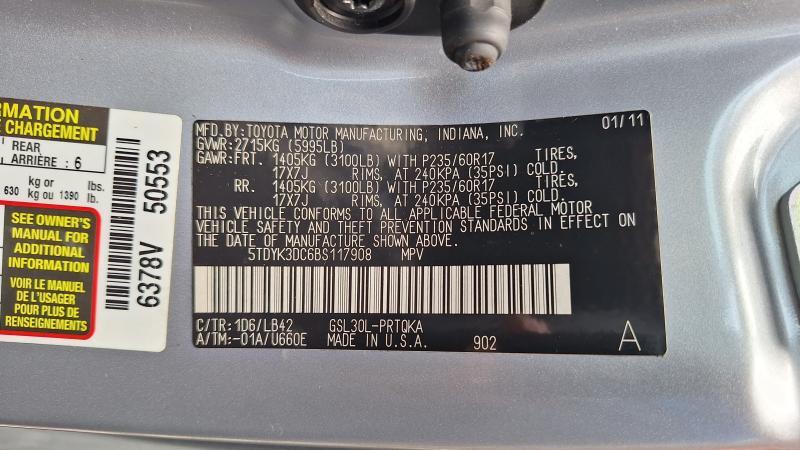 RMATION
E CHARGEMENT
REAR
ARRIÈRE : 6
kg or lbs.
630 kg ou 1390 lb.
SEE OWNER'S
MANUAL FOR
ADDITIONAL
INFORMATION
VOIR LE MANUEL
DE L'USAGER
POUR PLUS DE
RENSEIGNEMENTS
6378V 50553
MFD.BY:TOYOTA MOTOR MANUFACTURING, INDIANA, INC. 01/11
GVWR:2715KG (5995LB)
GAWR:FRT. 1405KG (3100LB) WITH P235/60R17 TIRES,
17X7J RIMS, AT 240KPA (35PSI) COLD.
RR. 1405KG (3100LB) WITH P235/60R17 TIRES,
17X7J RIMS, AT 240KPA (35PSI) COLD.
THIS VEHICLE CONFORMS TO ALL APPLICABLE FEDERAL MOTOR
VEHICLE SAFETY AND THEFT PREVENTION STANDARDS IN EFFECT ON
THE DATE OF MANUFACTURE SHOWN ABOVE.
5TDYK3DC6BS117908 MPV
C/TR:1D6/LB42 GSL30L-PRTQKA
A/TM:-01A/U660E MADE IN U.S.A. 902 A